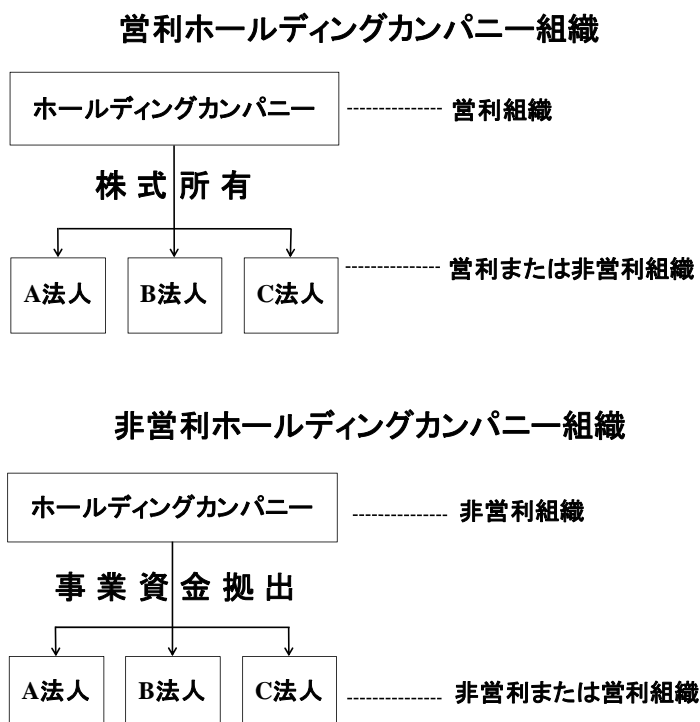 営利ホールディングカンパニー組織
ホールディングカンパニー
営利組織
株式所有
A法人
B法人
C法人
営利または非営利組織
非営利ホールディングカンパニー組織
ホールディングカンパニー
非営利組織
事業資金拠出
A法人
B法人
C法人
非営利または営利組織